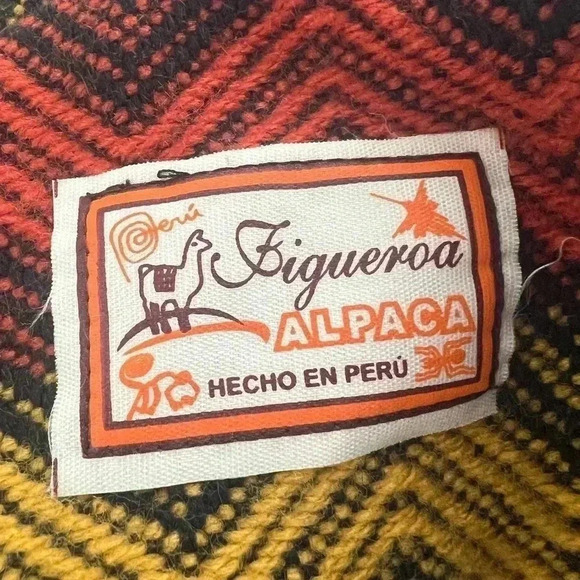 Perú
Figueroa
ALPACA
HECHO EN PERÚ